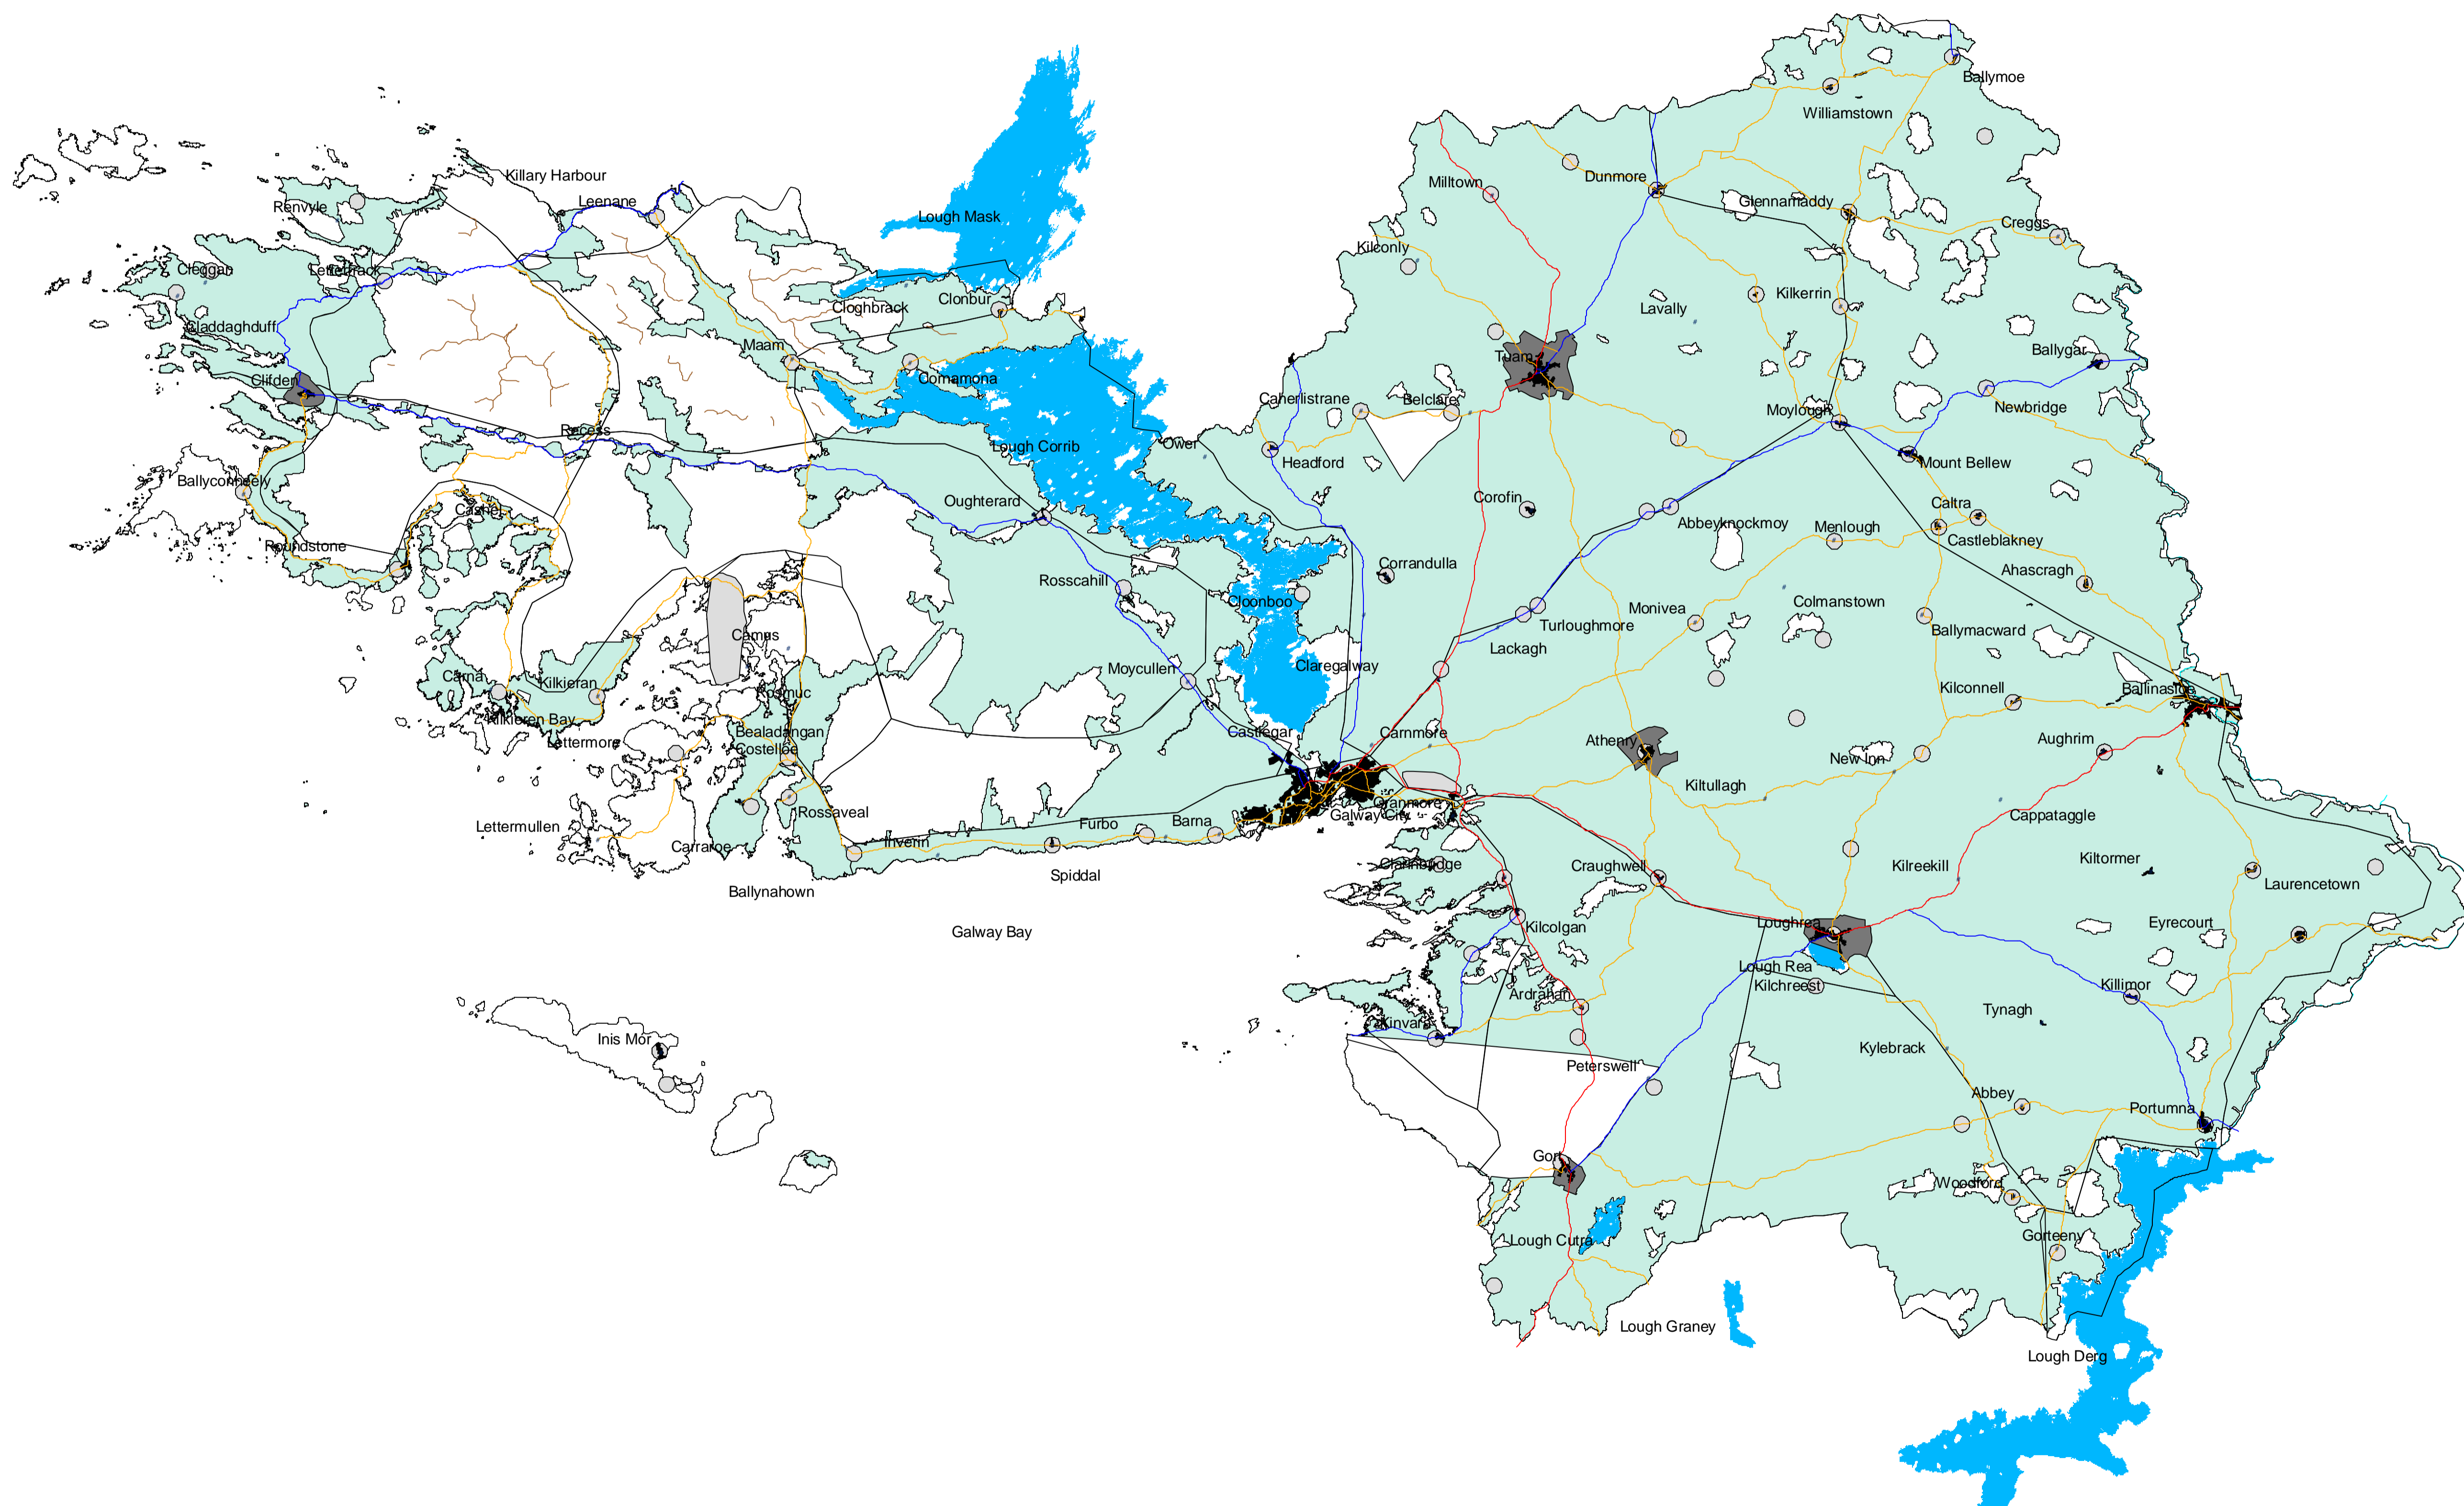 Ballymoe
Williamstown
Killary Harbour
Dunmore
Milltown
Leenane
Renvyle
Glennamaddy
Lough Mask
Creggs
Kilconly
Cleggan
Letterfrack
Clonbur
Cloghbrack
Kilkerrin
Lavally
Claddaghduff
Maam
Ballygar
Tuam
Clifden
Cornamona
Caherlistrane
Belclare
Moylough
Newbridge
Recess
Ower
Lough Corrib
Headford
Mount Bellew
Ballyconneely
Oughterard
Corofin
Caltra
Cashel
Abbeyknockmoy
Menlough
Castleblakney
Roundstone
Corrandulla
Ahascragh
Rosscahill
Cloonboo
Monivea
Colmanstown
Turloughmore
Ballymacward
Camus
Lackagh
Claregalway
Moycullen
Carna
Kilkieran
Rosmuc
Kilconnell
Ballinasloe
Kilkieren Bay
Bealadangan
Castlegar
Carnmore
Lettermore
Costelloe
Athenry
Aughrim
New Inn
Kiltullagh
Oranmore
Rossaveal
Galway City
Cappataggle
Lettermullen
Furbo
Barna
Carraroe
Inverin
Kiltormer
Clarinbridge
Craughwell
Kilreekill
Spiddal
Laurencetown
Ballynahown
Loughrea
Eyrecourt
Galway Bay
Kilcolgan
Lough Rea
Kilchreest
Killimor
Ardrahan
Tynagh
Kinvara
Inis Mór
Kylebrack
Peterswell
Abbey
Portumna
Gort
Woodford
Gorteeny
Lough Cutra
Lough Graney
Lough Derg